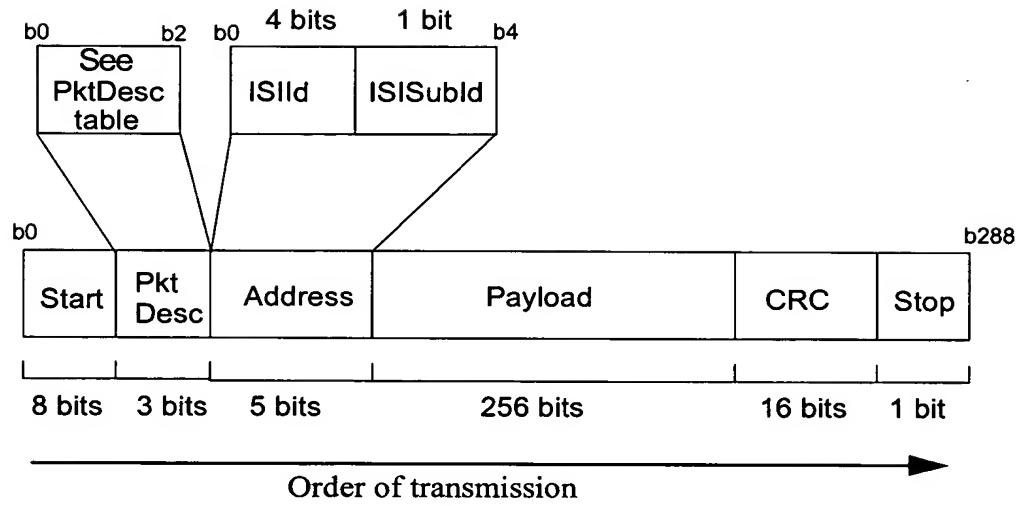 4 bits 1 bit
b0 b2 b0 b4
See
PktDesc
table
ISIId ISISubId
b0 b288
Start Pkt
Desc Address Payload CRC Stop
8 bits 3 bits 5 bits 256 bits 16 bits 1 bit
Order of transmission